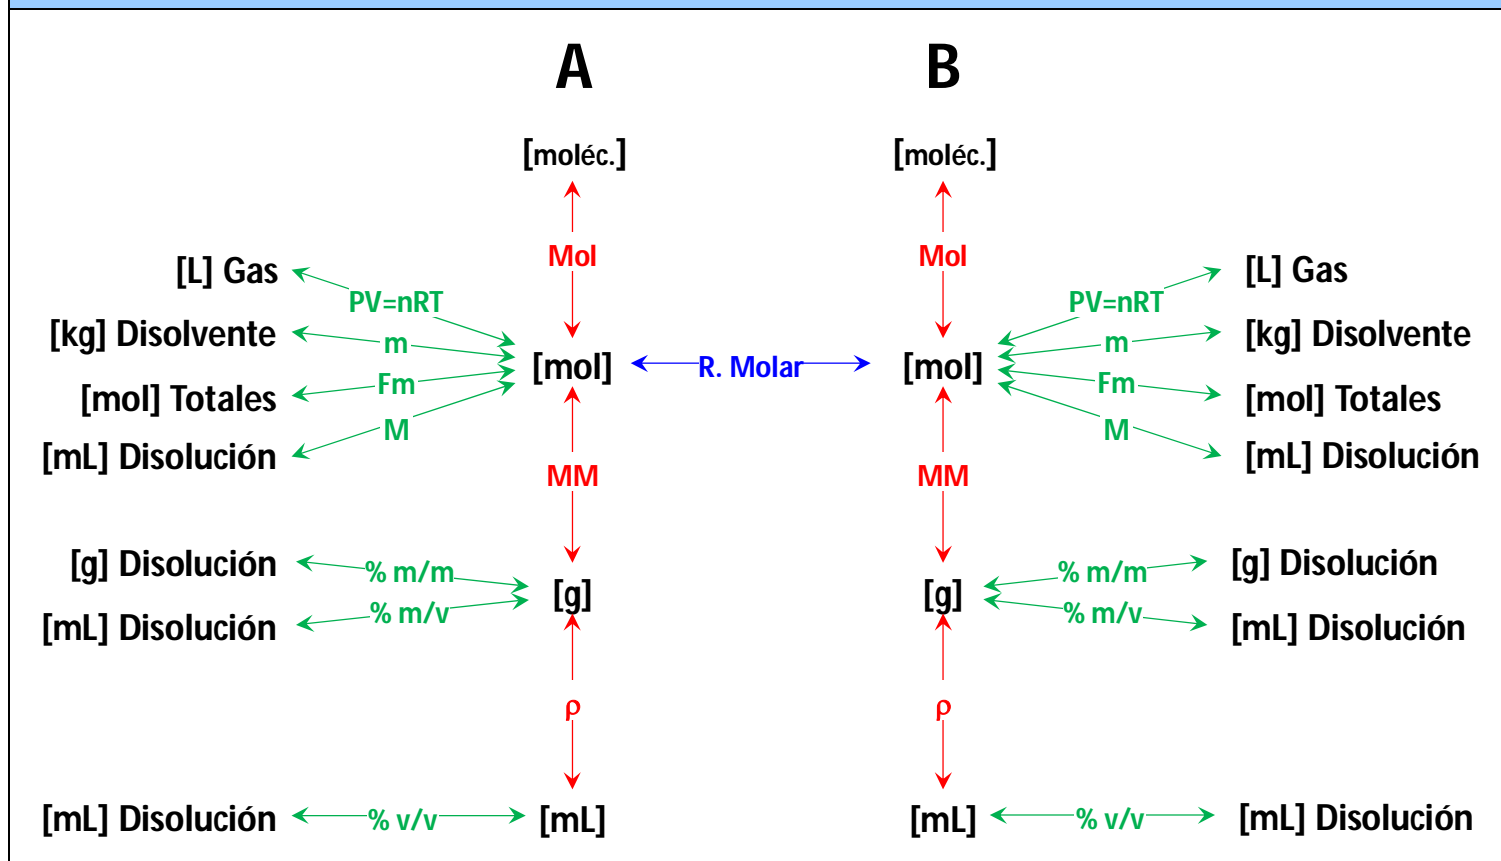 A B
[moléc.] [moléc.]
Mol Mol
[L] Gas [L] Gas
PV=nRT PV=nRT
[kg] Disolvente m m [kg] Disolvente
[mol] R. Molar [mol]
[mol] Totales Fm Fm [mol] Totales
M M
[mL] Disolución [mL] Disolución
MM MM
[g] Disolución % m/m % m/m [g] Disolución
[g] [g]
[mL] Disolución % m/v % m/v [mL] Disolución
ρ ρ
[mL] Disolución % v/v [mL] [mL] % v/v [mL] Disolución